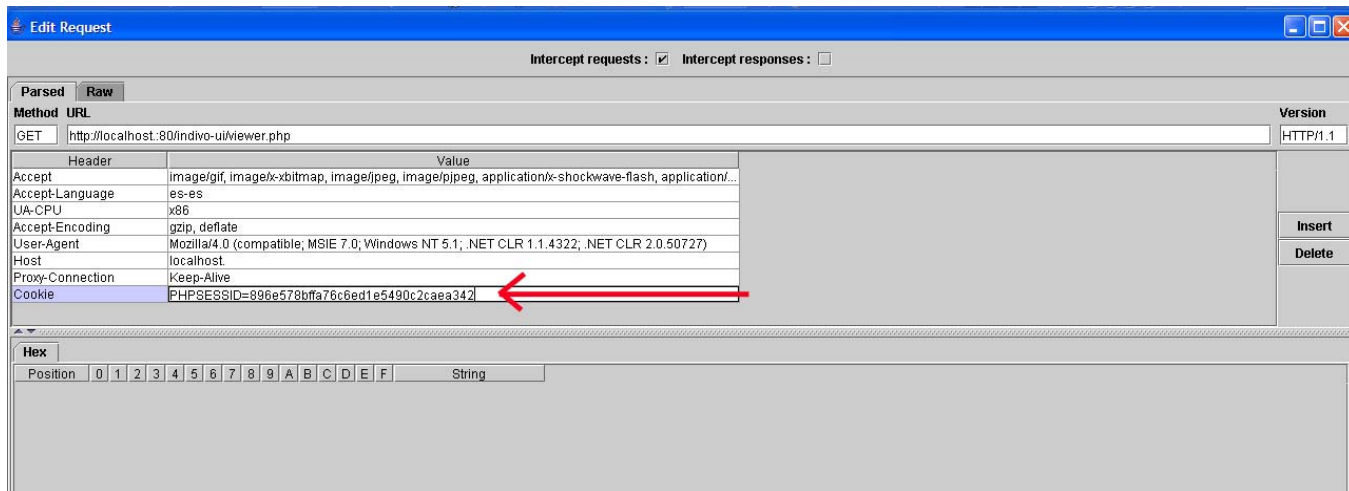 Edit Request
Intercept requests : Intercept responses :
Parsed Raw
Method URL Version
GET http://localhost.:80/indivo-ui/viewer.php HTTP/1.1
Header Value
Accept image/gif, image/x-xbitmap, image/jpeg, image/pjpeg, application/x-shockwave-flash, application/...
Accept-Language es-es
UA-CPU x86
Accept-Encoding gzip, deflate
Insert
User-Agent Mozilla/4.0 (compatible; MSIE 7.0; Windows NT 5.1; .NET CLR 1.1.4322; .NET CLR 2.0.50727)
Host localhost.
Delete
Proxy-Connection Keep-Alive
Cookie PHPSESSID=896e578bffa76c6ed1e5490c2caea342
Hex
Position 0 1 2 3 4 5 6 7 8 9 A B C D E F String